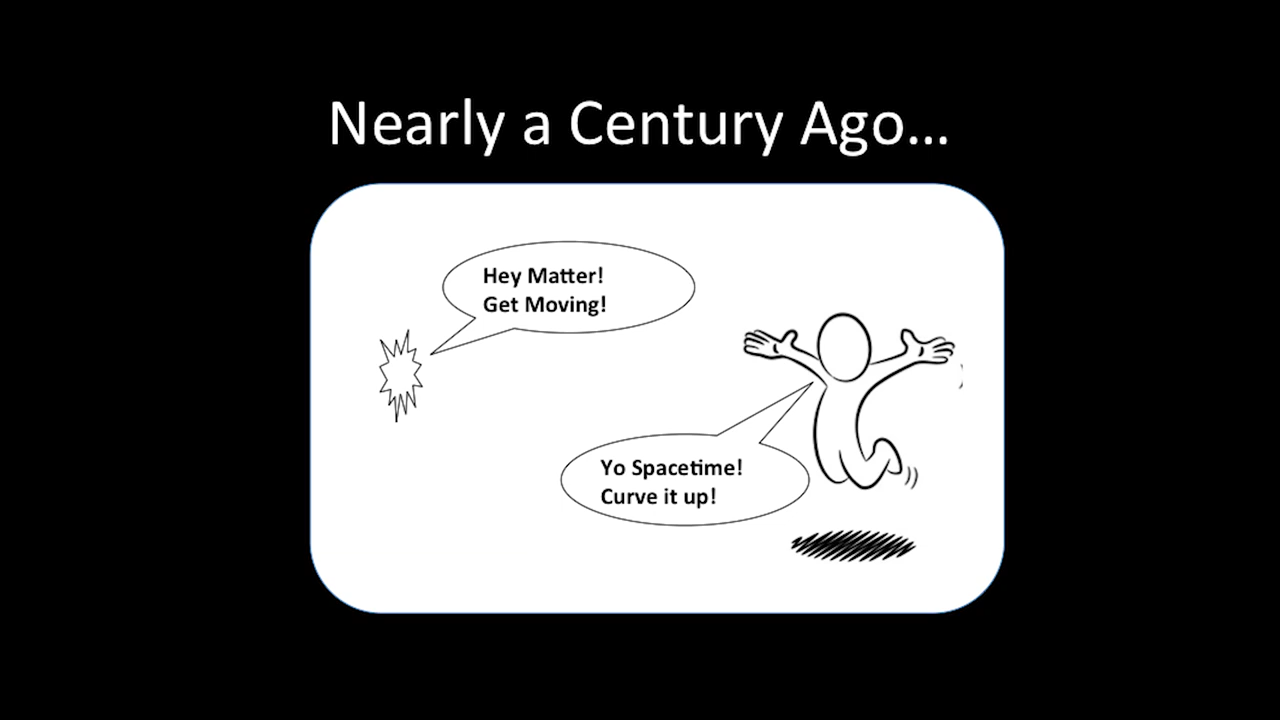 Nearly a Century Ago...
Hey Matter!
Get Moving!
Yo Spacetime!
Curve it up!